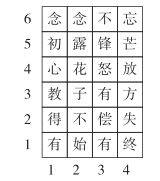 6 念 念 不 忘
5 初 露 锋 芒
4 心 花 怒 放
3 教 子 有 方
2 得 不 偿 失
1 有 始 有 终
1 2 3 4